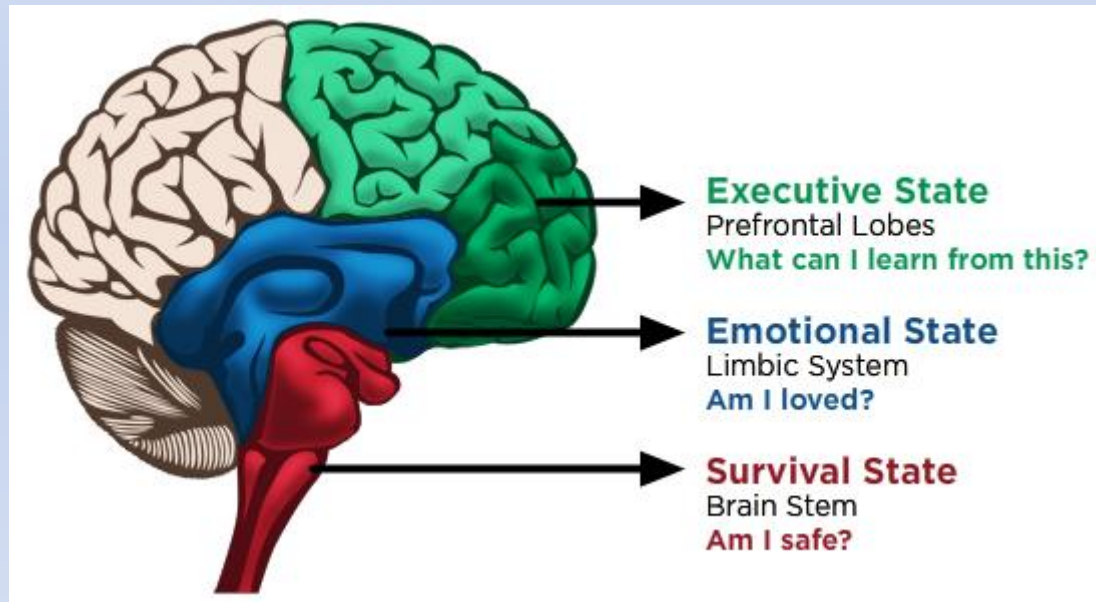 Executive State
Prefrontal Lobes
What can I learn from this?
Emotional State
Limbic System
Am I loved?
Survival State
Brain Stem
Am I safe?